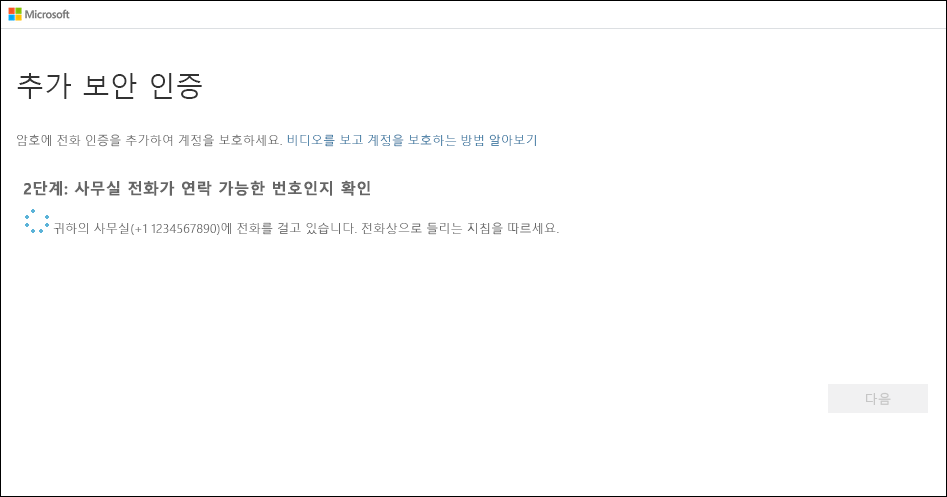 Microsoft
추가 보안 인증
암호에 전화 인증을 추가하여 계정을 보호하세요. 비디오를 보고 계정을 보호하는 방법 알아보기
2단계: 사무실 전화가 연락 가능한 번호인지 확인
귀하의 사무실(+1 1234567890)에 전화를 걸고 있습니다. 전화상으로 들리는 지침을 따르세요.
다음